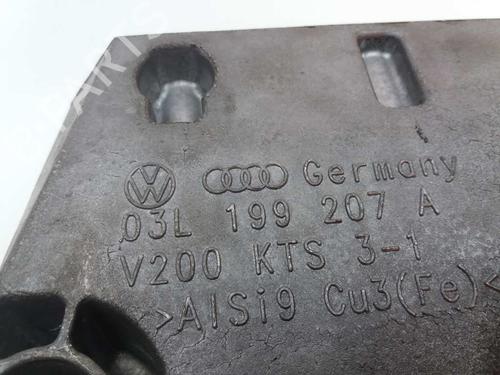 Germany
03L 199 207 A
V200 KTS 3-1
>AlSi9 Cu3(Fe)<